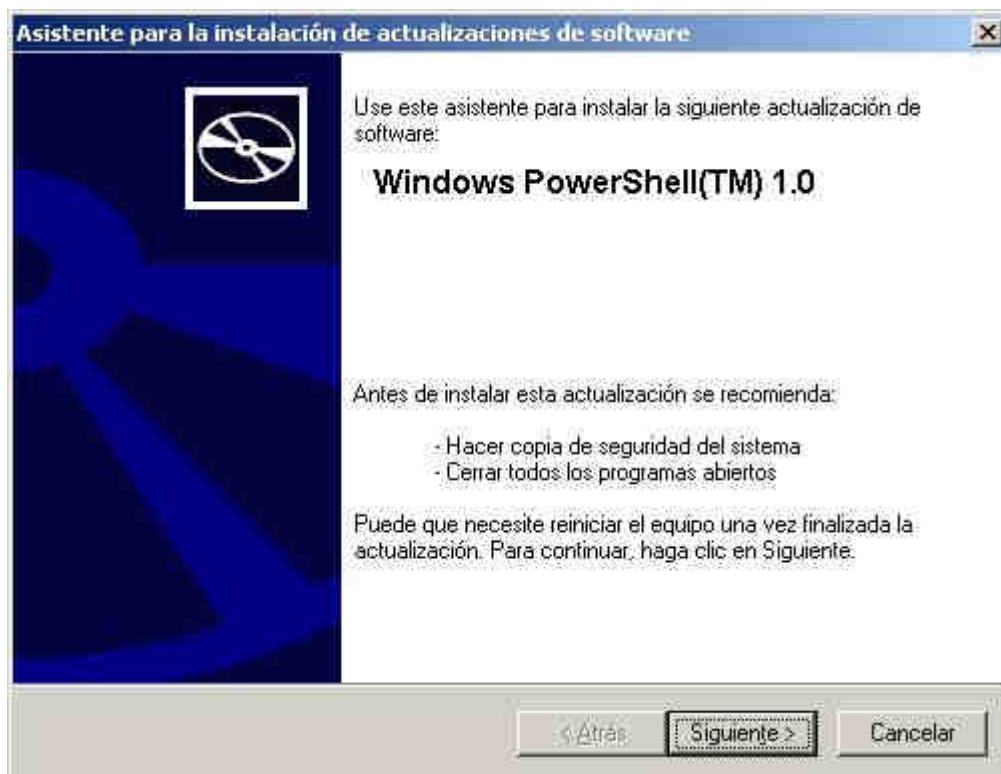 Asistente para la instalación de actualizaciones de software
Use este asistente para instalar la siguiente actualización de
software:
Windows PowerShell(TM) 1.0
Antes de instalar esta actualización se recomienda:
- Hacer copia de seguridad del sistema
- Cerrar todos los programas abiertos
Puede que necesite reiniciar el equipo una vez finalizada la
actualización. Para continuar, haga clic en Siguiente.
< Atrás
Siguiente >
Cancelar